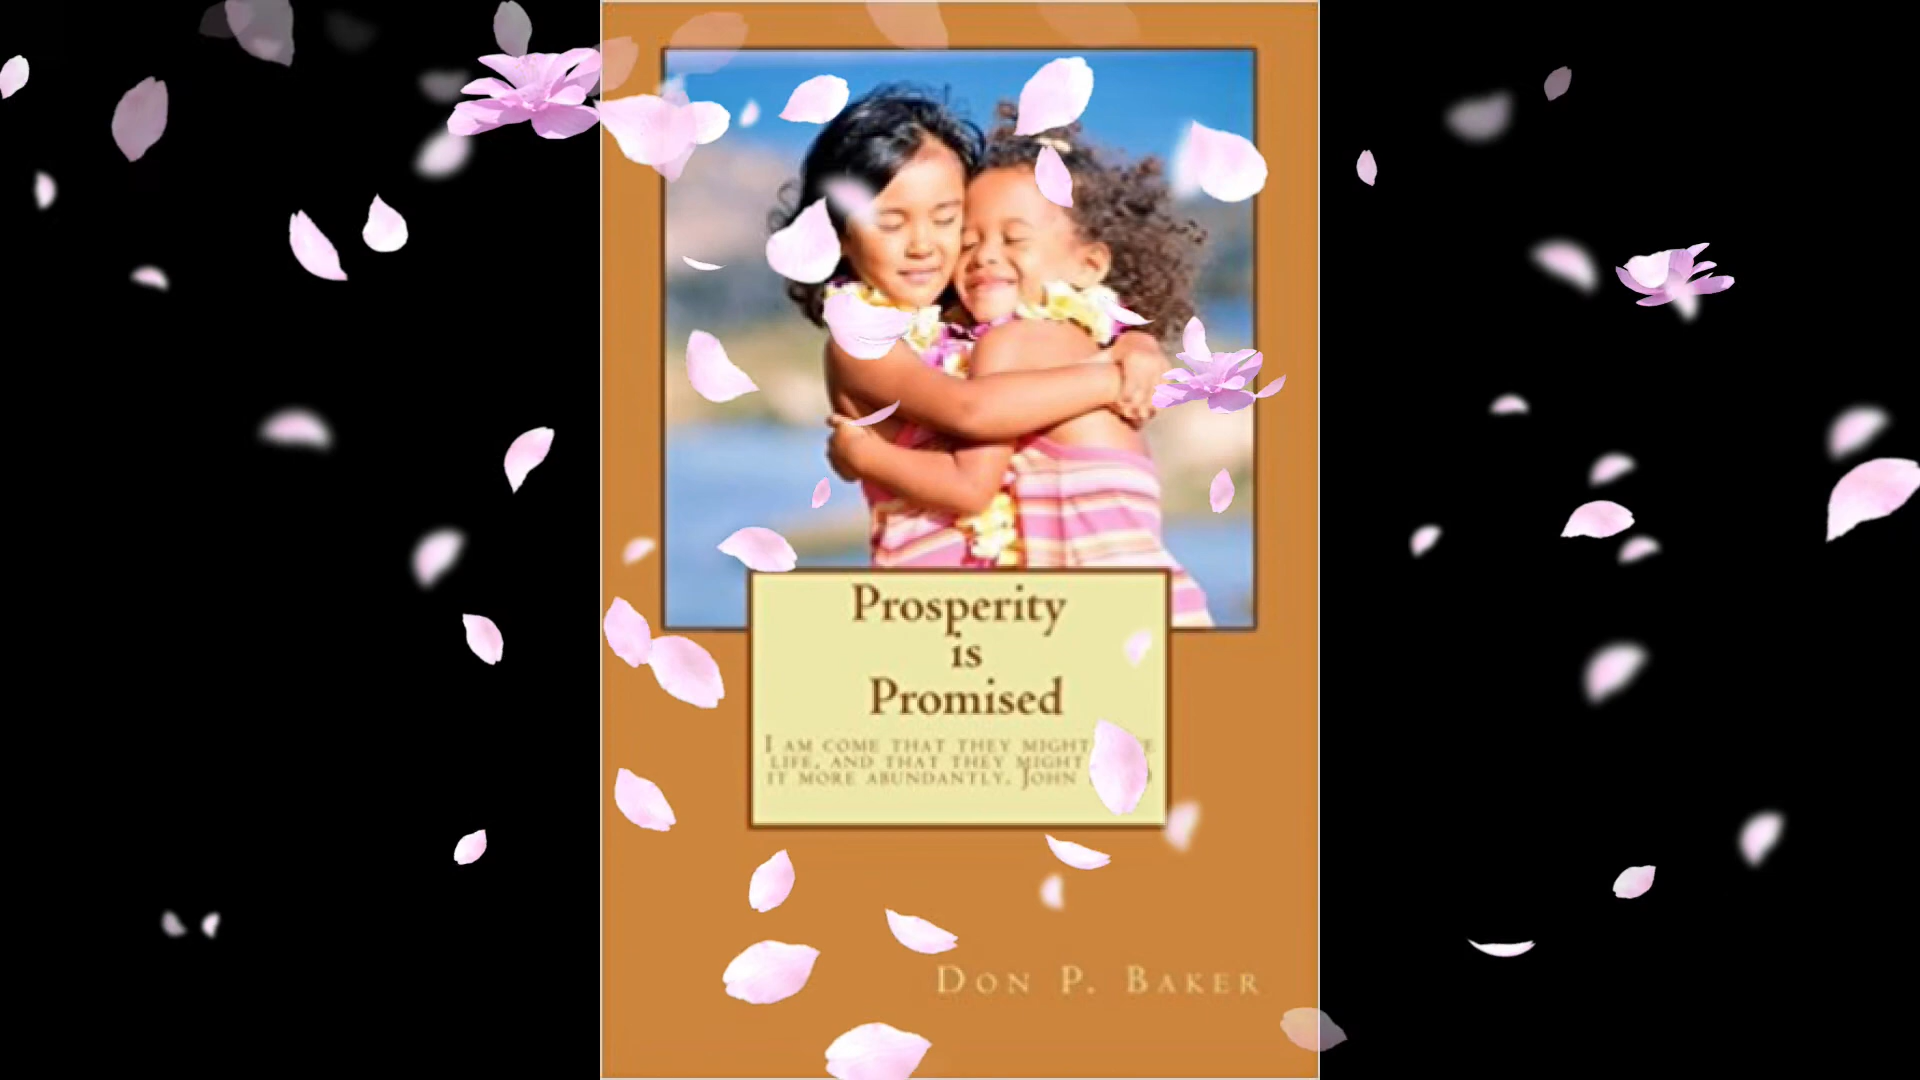 Prosperity
is
Promised
I am come that they might
life, and that they might
it more abundantly. John
Don P. Baker